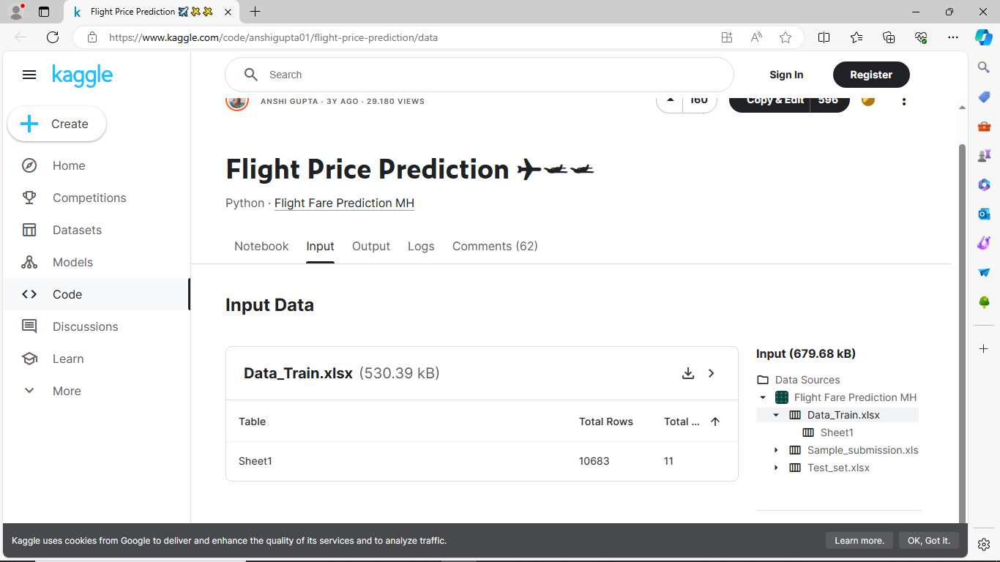 Flight Price Prediction
https://www.kaggle.com/code/anshigupta01/flight-price-prediction/data
kaggle
Search
Sign In
Register
ANSHI GUPTA · 3Y AGO · 29.180 VIEWS
160
Copy & Edit
596
Create
Home
Competitions
Datasets
Models
Code
Discussions
Learn
More
Flight Price Prediction
Python · Flight Fare Prediction MH
Notebook Input Output Logs Comments (62)
Input Data
Data_Train.xlsx (530.39 kB)
Table Total Rows Total ...
Sheet1 10683 11
Input (679.68 kB)
Data Sources
Flight Fare Prediction MH
Data_Train.xlsx
Sheet1
Sample_submission.xls
Test_set.xlsx
Kaggle uses cookies from Google to deliver and enhance the quality of its services and to analyze traffic.
Learn more.
OK, Got it.